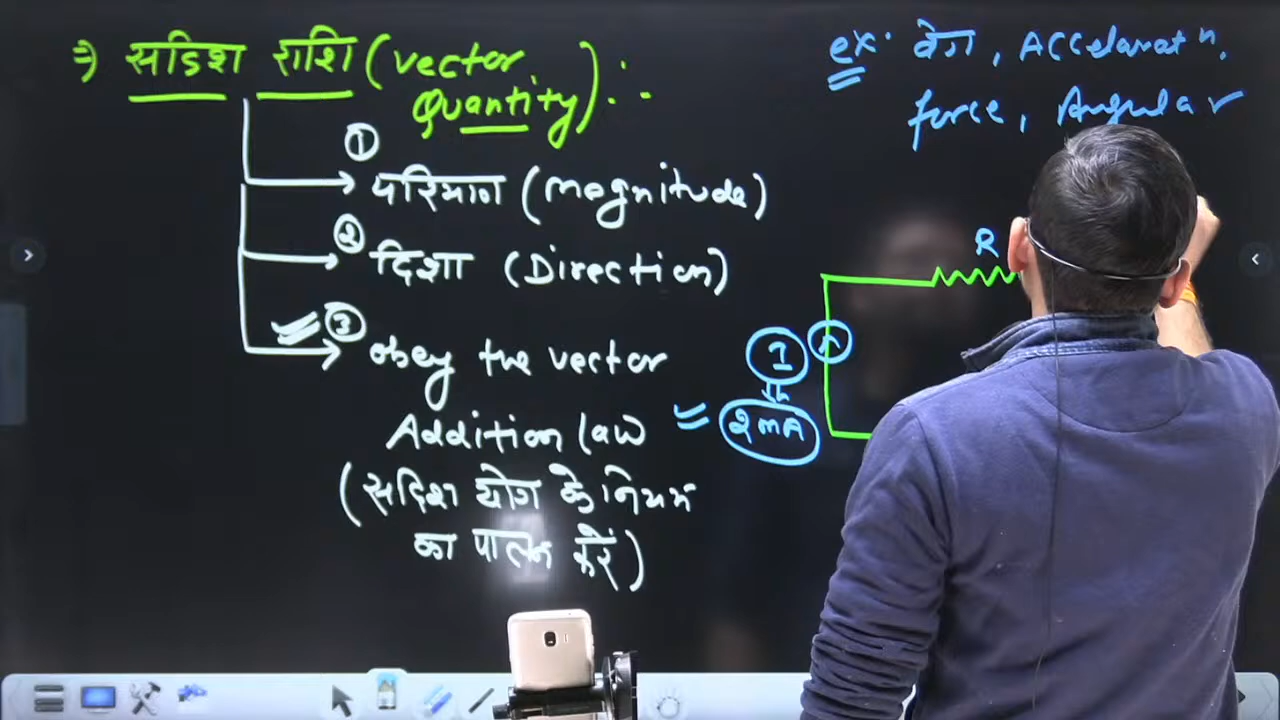 ⇒ सदिश राशि (vector
Quantity) :-
① परिमाण (magnitude)
② दिशा (Direction)
③ obey the vector
Addition law
(सदिश योग के नियम
का पालन करें)
ex: वेग, Accelaratn.
force, Angular
R
I
2mA